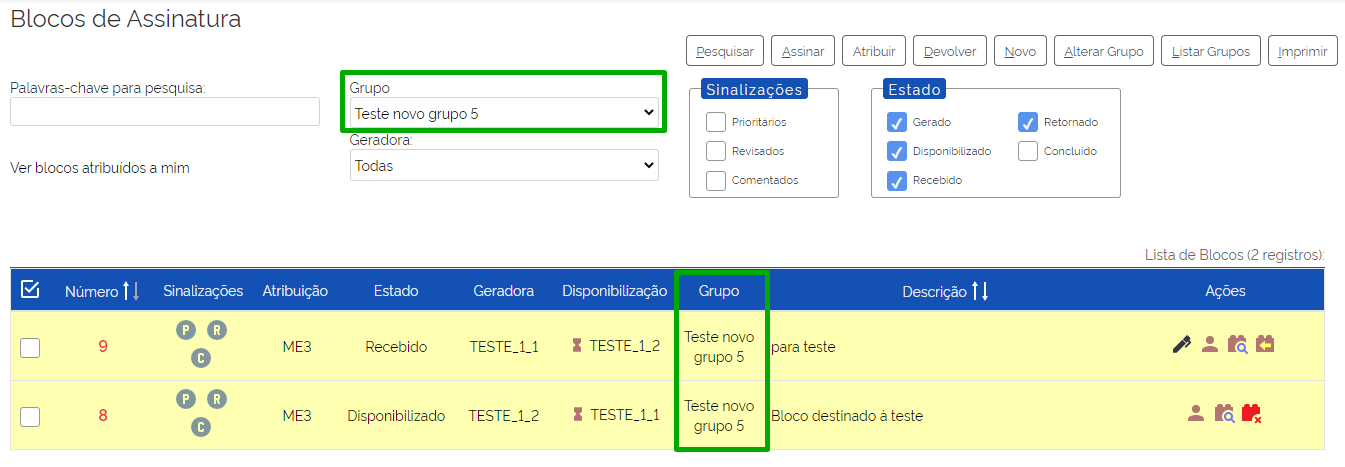 Blocos de Assinatura
Pesquisar Assinar Atribuir Devolver Novo Alterar Grupo Listar Grupos Imprimir
Palavras-chave para pesquisa:
Grupo
Teste novo grupo 5
Geradora:
Todas
Ver blocos atribuídos a mim
Sinalizações
Prioritários
Revisados
Comentados
Estado
Gerado Retornado
Disponibilizado Concluído
Recebido
Lista de Blocos (2 registros):
Número Sinalizações Atribuição Estado Geradora Disponibilização Grupo Descrição Ações
9 P R C ME3 Recebido TESTE_1_1 TESTE_1_2 Teste novo grupo 5 para teste
8 P R C ME3 Disponibilizado TESTE_1_2 TESTE_1_1 Teste novo grupo 5 Bloco destinado à teste